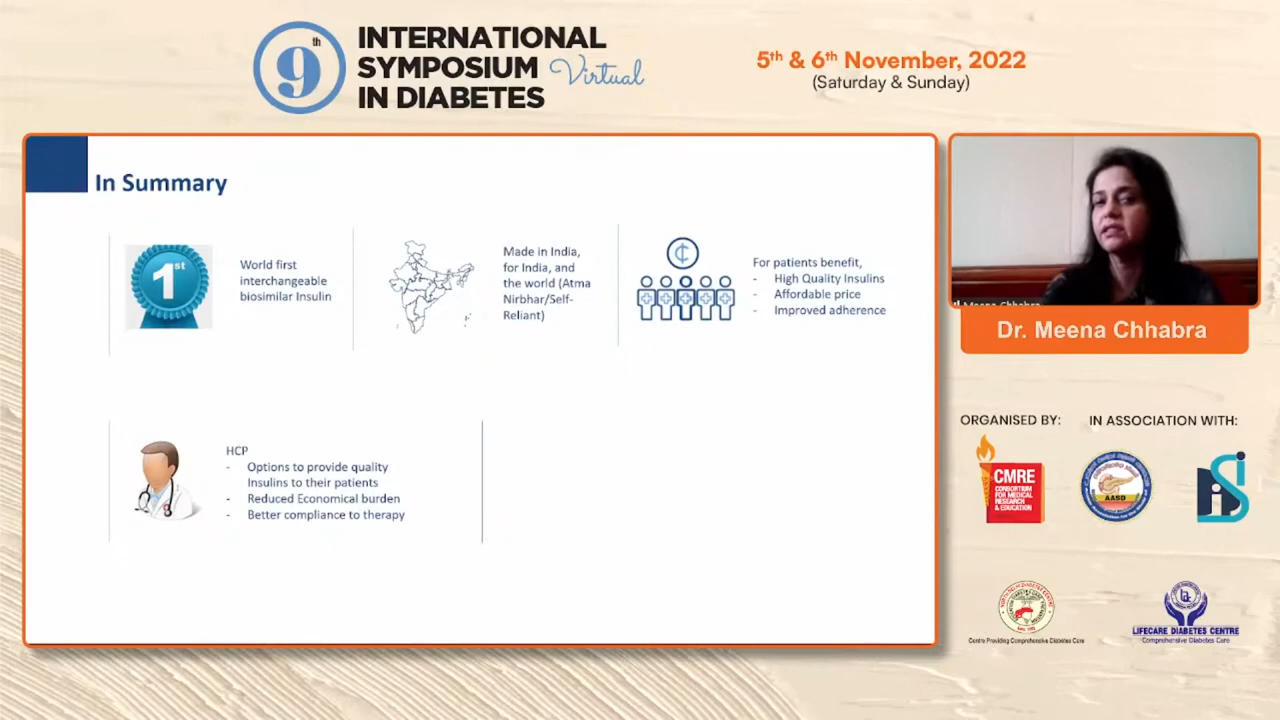 9th
INTERNATIONAL
SYMPOSIUM Virtual
IN DIABETES
5th & 6th November, 2022
(Saturday & Sunday)
In Summary
1st
World first
interchangeable
biosimilar Insulin
Made in India,
for India, and
the world (Atma
Nirbhar/Self-
Reliant)
For patients benefit,
- High Quality Insulins
- Affordable price
- Improved adherence
HCP
- Options to provide quality
Insulins to their patients
- Reduced Economical burden
- Better compliance to therapy
Meena Chhabra
Dr. Meena Chhabra
ORGANISED BY:
IN ASSOCIATION WITH:
CMRE
CONSORTIUM
FOR MEDICAL
RESEARCH
& EDUCATION
AASD
Centre Providing Comprehensive Diabetes Care
LIFECARE DIABETES CENTRE
Comprehensive Diabetes Care